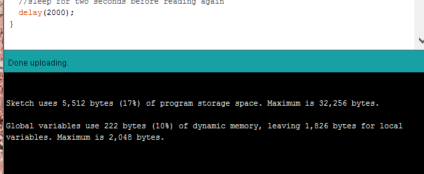 //sleep for two seconds before reading again
delay(2000);
}
Done uploading.
Sketch uses 5,512 bytes (17%) of program storage space. Maximum is 32,256 bytes.
Global variables use 222 bytes (10%) of dynamic memory, leaving 1,826 bytes for local
variables. Maximum is 2,048 bytes.